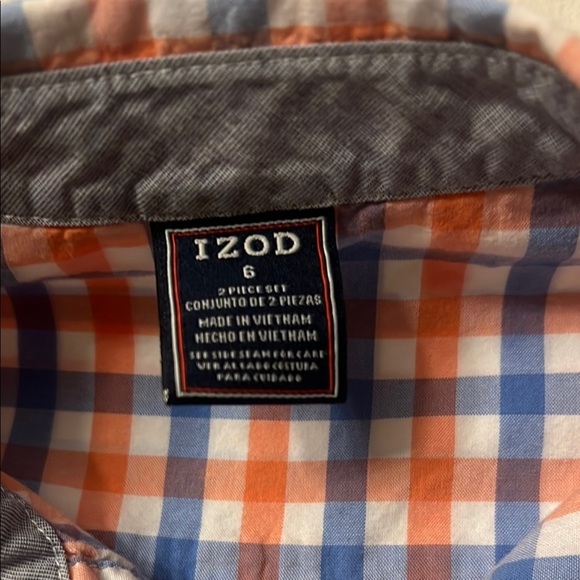 IZOD
6
2 PIECE SET
CONJUNTO DE 2 PIEZAS
MADE IN VIETNAM
HECHO EN VIETNAM
SEE SIDE SEAM FOR CARE
VER AL LADO COSTURA
PARA CUIDADO